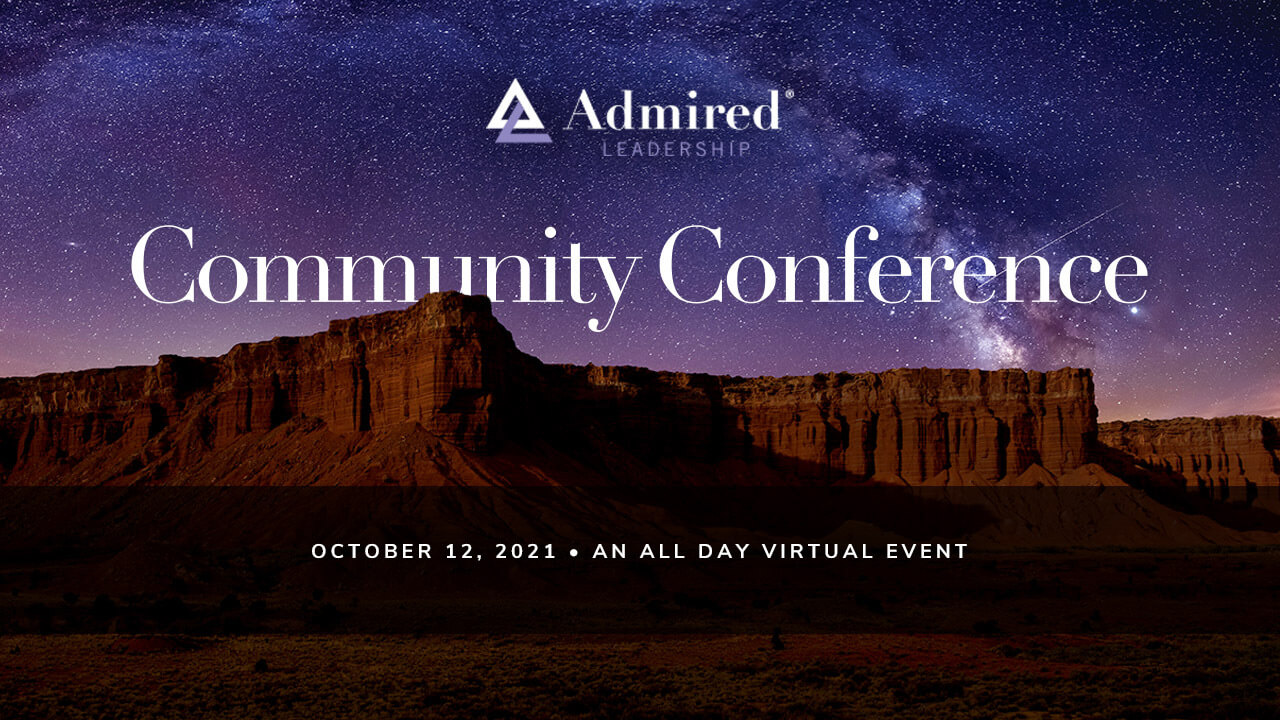 Admired®
LEADERSHIP
Community Conference
OCTOBER 12, 2021 • AN ALL DAY VIRTUAL EVENT